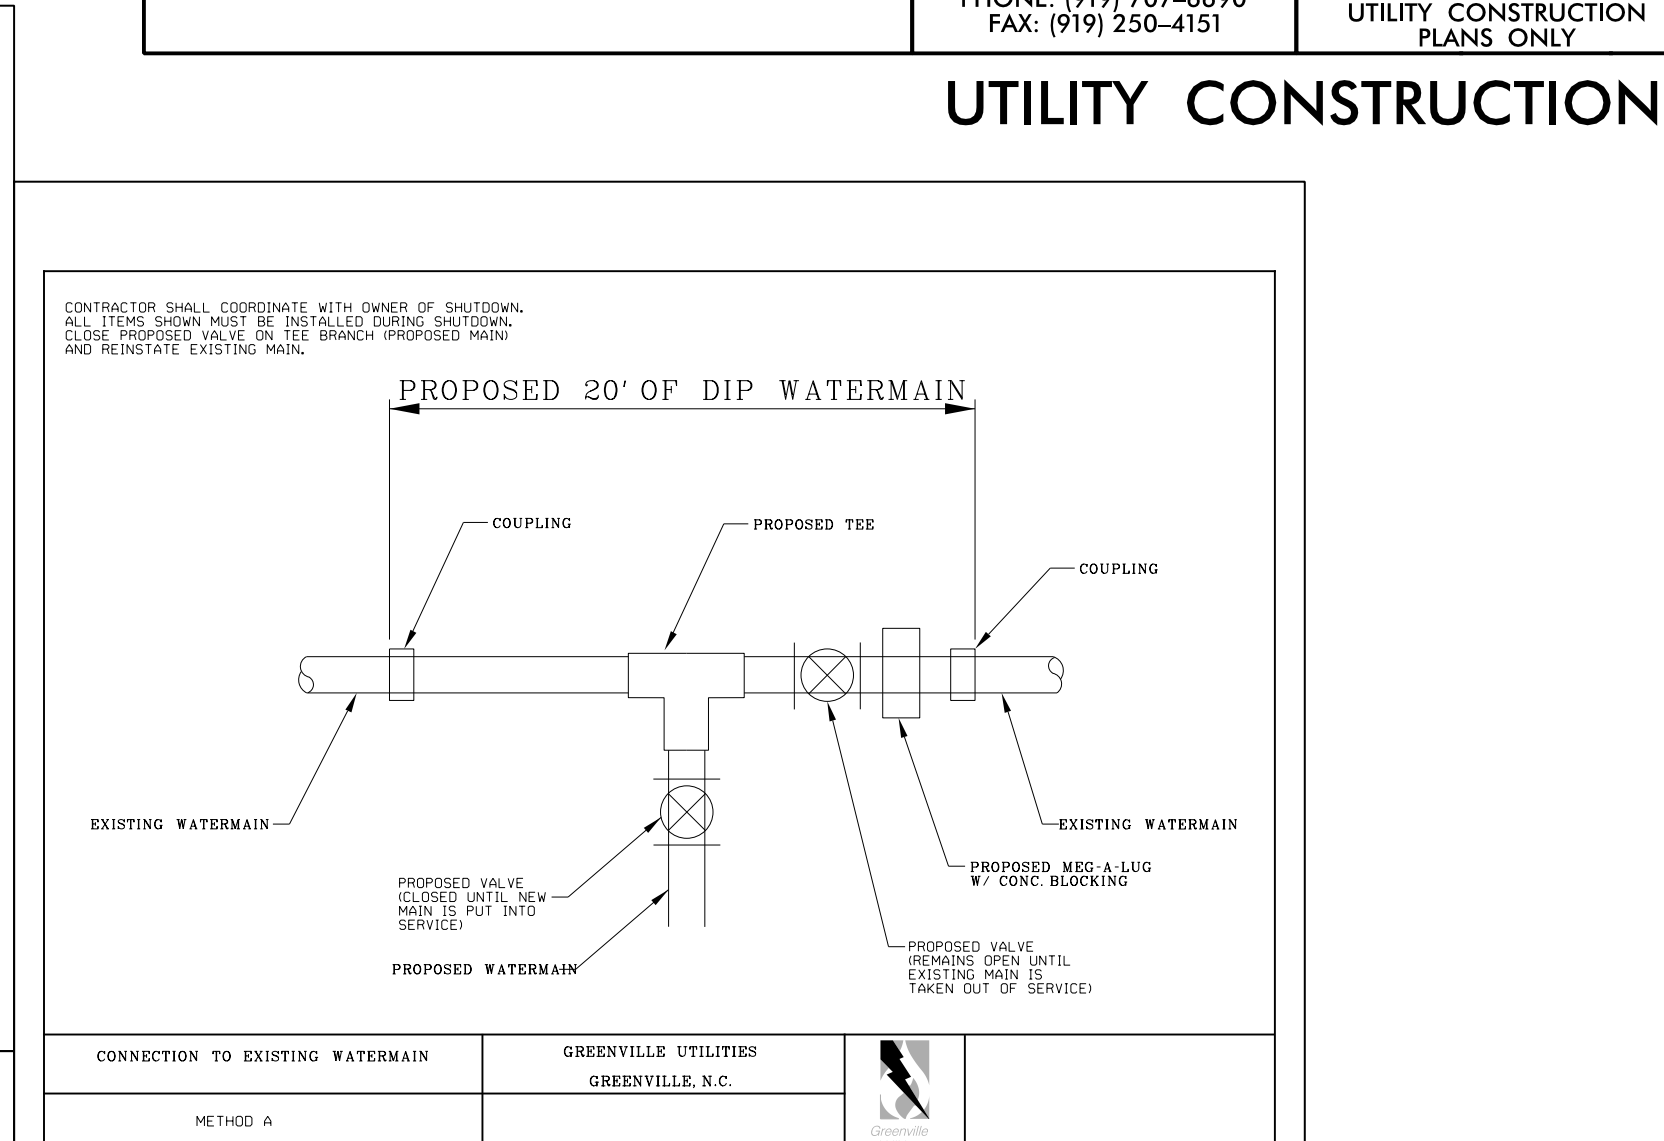 FAX: (919) 250–4151
UTILITY CONSTRUCTION
PLANS ONLY
UTILITY CONSTRUCTION
CONTRACTOR SHALL COORDINATE WITH OWNER OF SHUTDOWN.
ALL ITEMS SHOWN MUST BE INSTALLED DURING SHUTDOWN.
CLOSE PROPOSED VALVE ON TEE BRANCH (PROPOSED MAIN)
AND REINSTATE EXISTING MAIN.
PROPOSED 20' OF DIP WATERMAIN
COUPLING
PROPOSED TEE
COUPLING
EXISTING WATERMAIN
EXISTING WATERMAIN
PROPOSED MEG-A-LUG
W/ CONC. BLOCKING
PROPOSED VALVE
(CLOSED UNTIL NEW
MAIN IS PUT INTO
SERVICE)
PROPOSED WATERMAIN
PROPOSED VALVE
(REMAINS OPEN UNTIL
EXISTING MAIN IS
TAKEN OUT OF SERVICE)
CONNECTION TO EXISTING WATERMAIN
GREENVILLE UTILITIES
GREENVILLE, N.C.
METHOD A
Greenville